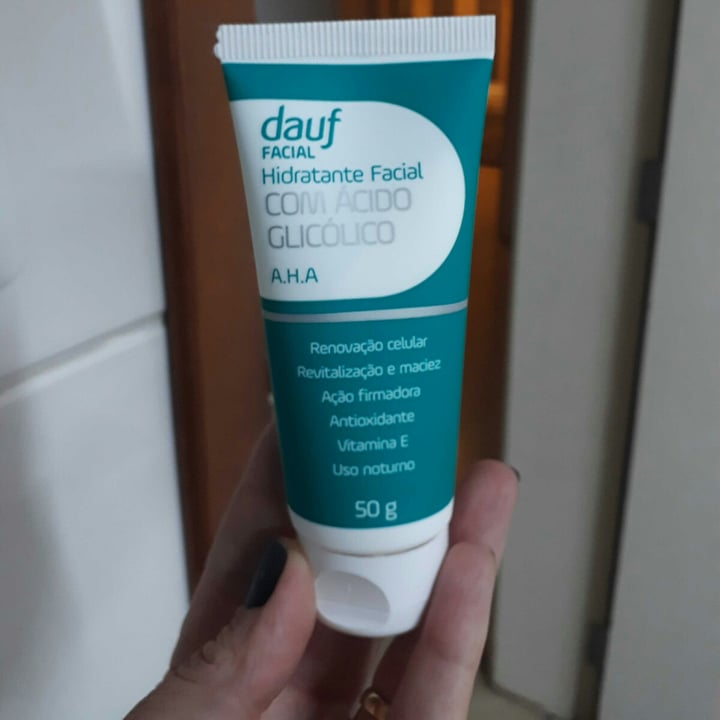 dauf
FACIAL
Hidratante Facial
COM ÁCIDO
GLICÓLICO
A.H.A
Renovação celular
Revitalização e maciez
Ação firmadora
Antioxidante
Vitamina E
Uso noturno
50 g